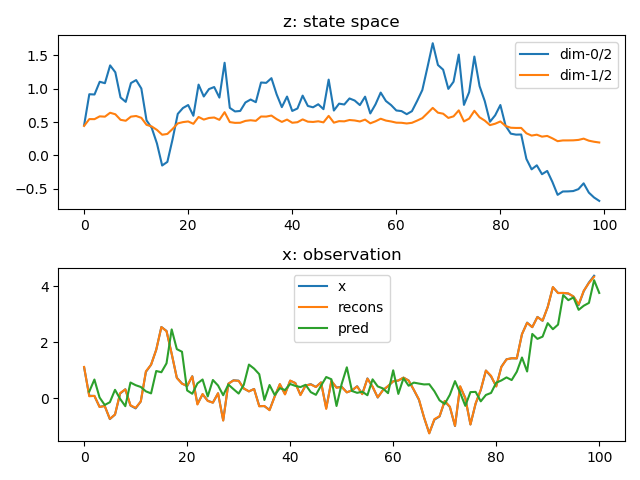 z: state space
1.5
1.0
0.5
0.0
−0.5
dim-0/2
dim-1/2
0 20 40 60 80 100
x: observation
4
2
0
x
recons
pred
0 20 40 60 80 100